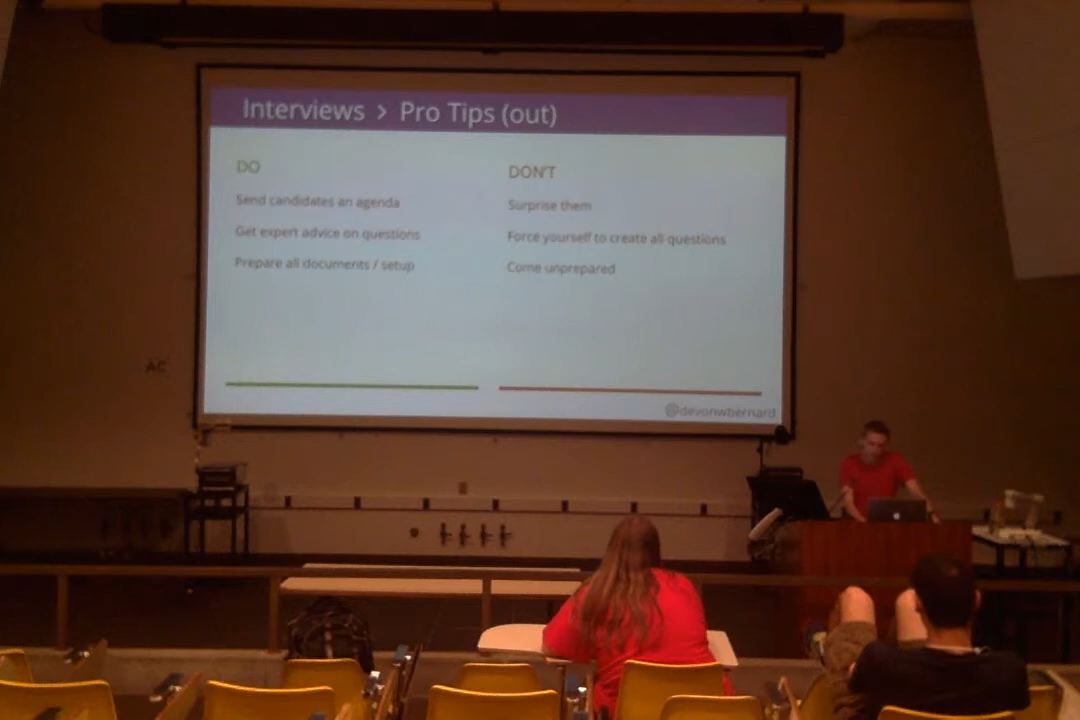 Interviews > Pro Tips (out)
DO
Send candidates an agenda
Get expert advice on questions
Prepare all documents / setup
DON'T
Surprise them
Force yourself to create all questions
Come unprepared
@devonwbernard
AC